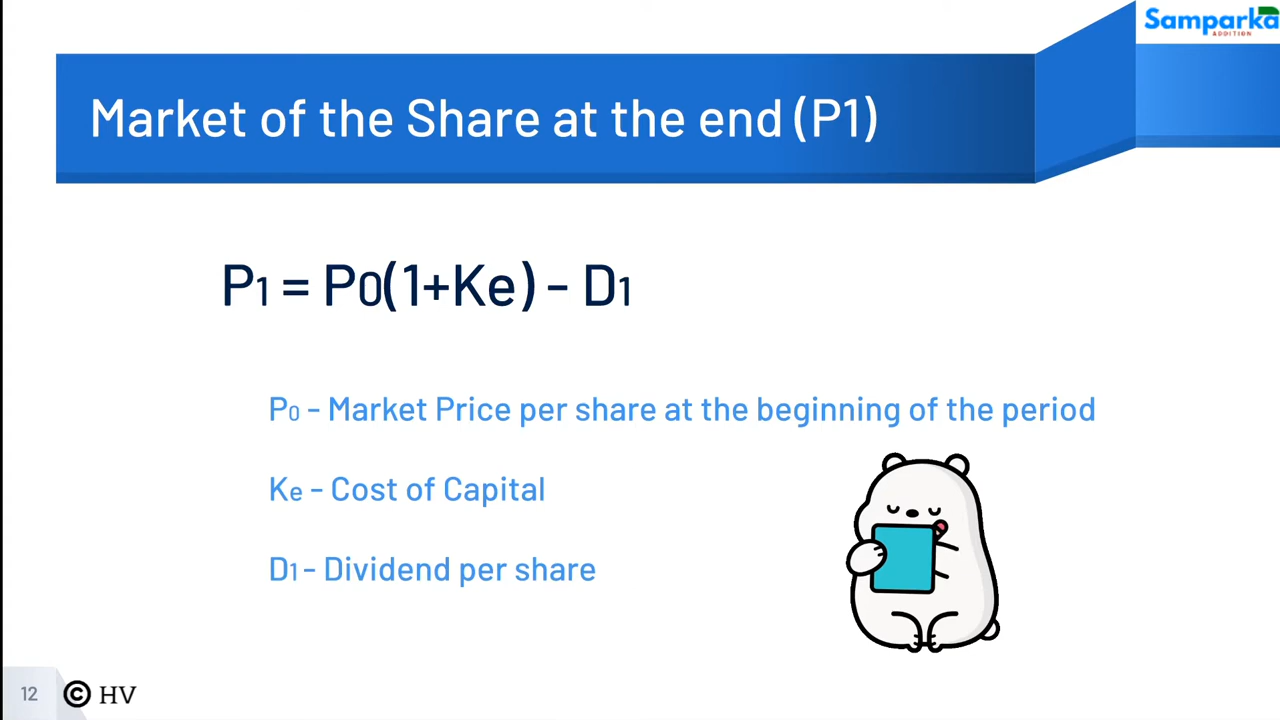 Samparka
ADDITION
Market of the Share at the end (P1)
P1 = P0(1+Ke) - D1
P0 - Market Price per share at the beginning of the period
Ke - Cost of Capital
D1 - Dividend per share
12
© HV